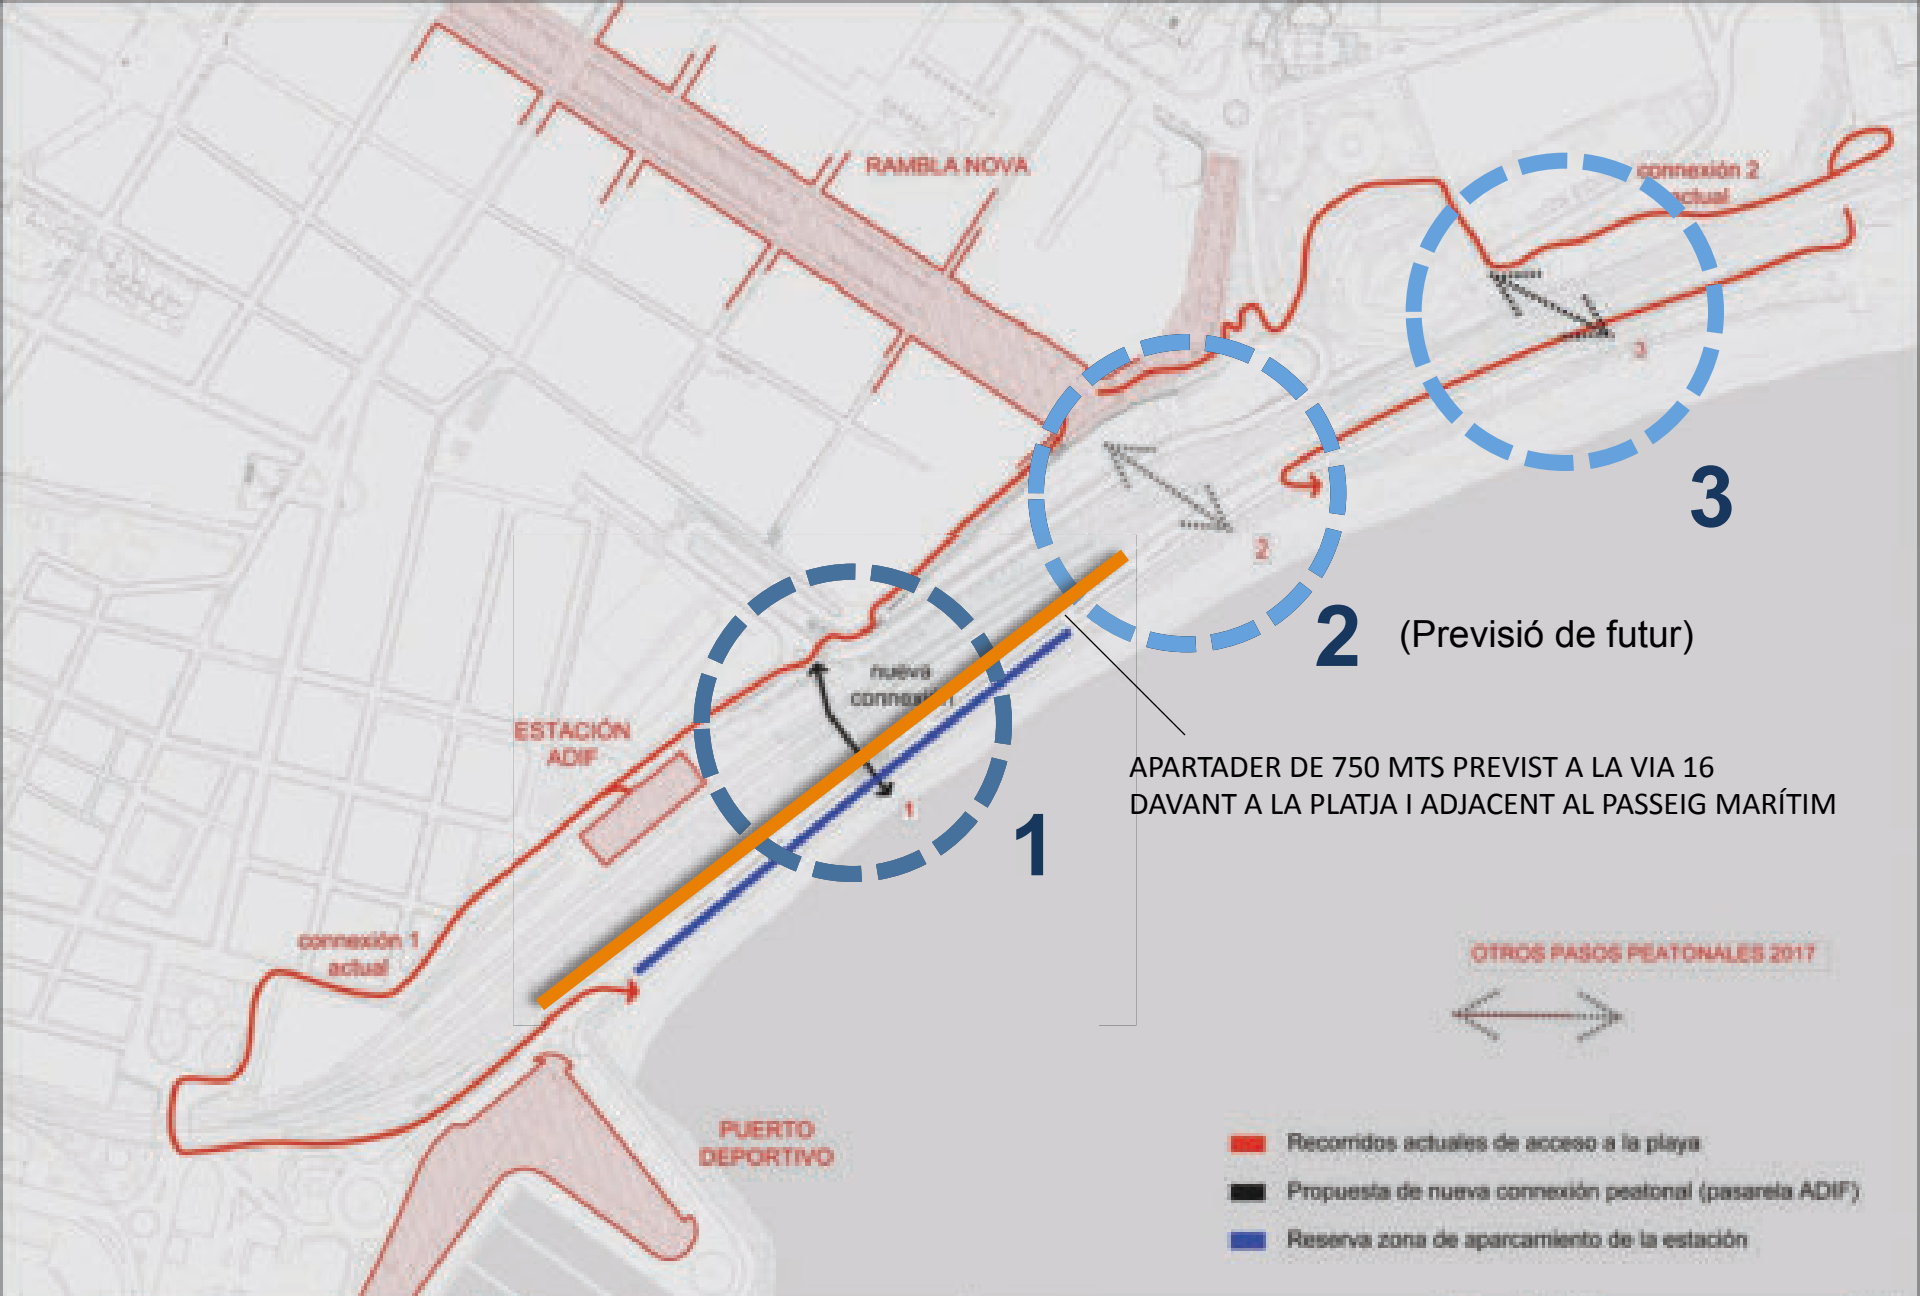 RAMBLA NOVA
connexión 2
actual
3
3
2
2
(Previsió de futur)
nueva
connexión
1
1
ESTACIÓN
ADIF
APARTADER DE 750 MTS PREVIST A LA VIA 16
DAVANT A LA PLATJA I ADJACENT AL PASSEIG MARÍTIM
connexión 1
actual
OTROS PASOS PEATONALES 2017
PUERTO
DEPORTIVO
Recorridos actuales de acceso a la playa
Propuesta de nueva connexión peatonal (pasarela ADIF)
Reserva zona de aparcamiento de la estación